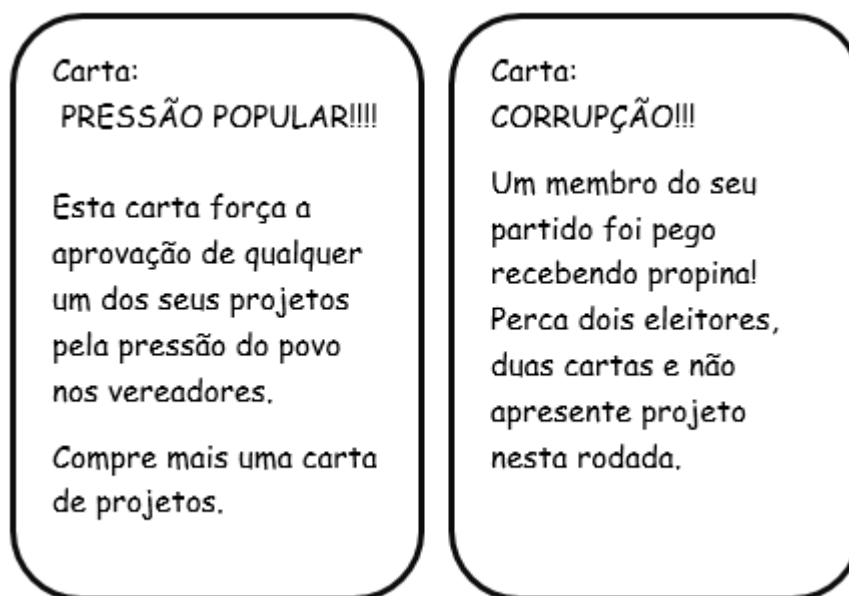 Carta:
PRESSÃO POPULAR!!!!
Esta carta força a
aprovação de qualquer
um dos seus projetos
pela pressão do povo
nos vereadores.
Compre mais uma carta
de projetos.
Carta:
CORRUPÇÃO!!!
Um membro do seu
partido foi pego
recebendo propina!
Perca dois eleitores,
duas cartas e não
apresente projeto
nesta rodada.